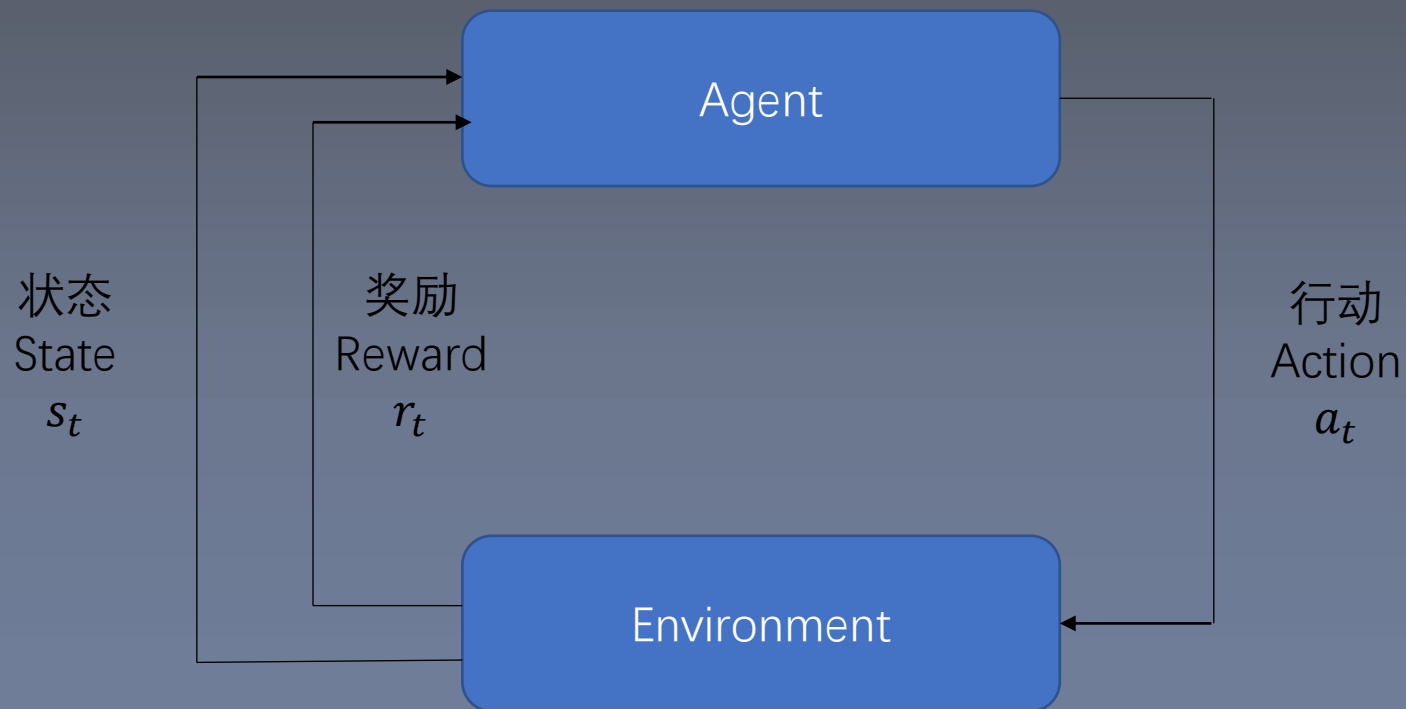 Agent
状态
State
s_t
奖励
Reward
r_t
行动
Action
a_t
Environment